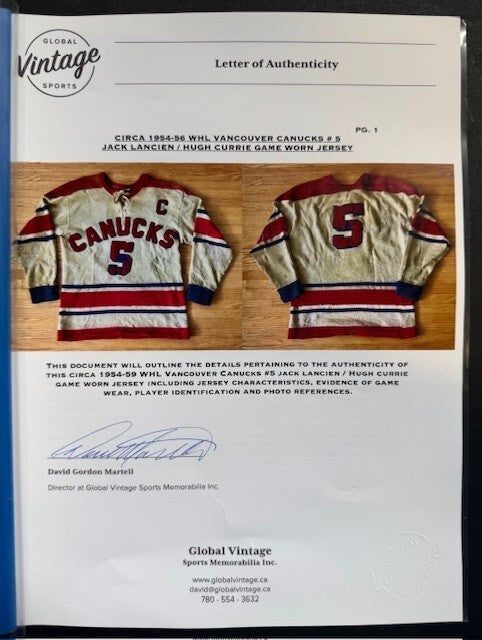 GLOBAL
Vintage
SPORTS
Letter of Authenticity
PG. 1
CIRCA 1954-56 WHL VANCOUVER CANUCKS # 5
JACK LANCIEN / HUGH CURRIE GAME WORN JERSEY
C
CANUCKS
5
5
THIS DOCUMENT WILL OUTLINE THE DETAILS PERTAINING TO THE AUTHENTICITY OF
THIS CIRCA 1954-59 WHL VANCOUVER CANUCKS #5 JACK LANCIEN / HUGH CURRIE
GAME WORN JERSEY INCLUDING JERSEY CHARACTERISTICS, EVIDENCE OF GAME
WEAR, PLAYER IDENTIFICATION AND PHOTO REFERENCES.
David Gordon Martell
Director at Global Vintage Sports Memorabilia Inc.
Global Vintage
Sports Memorabilia Inc.
www.globalvintage.ca
david@globalvintage.ca
780 - 554 - 3632
GLOBAL